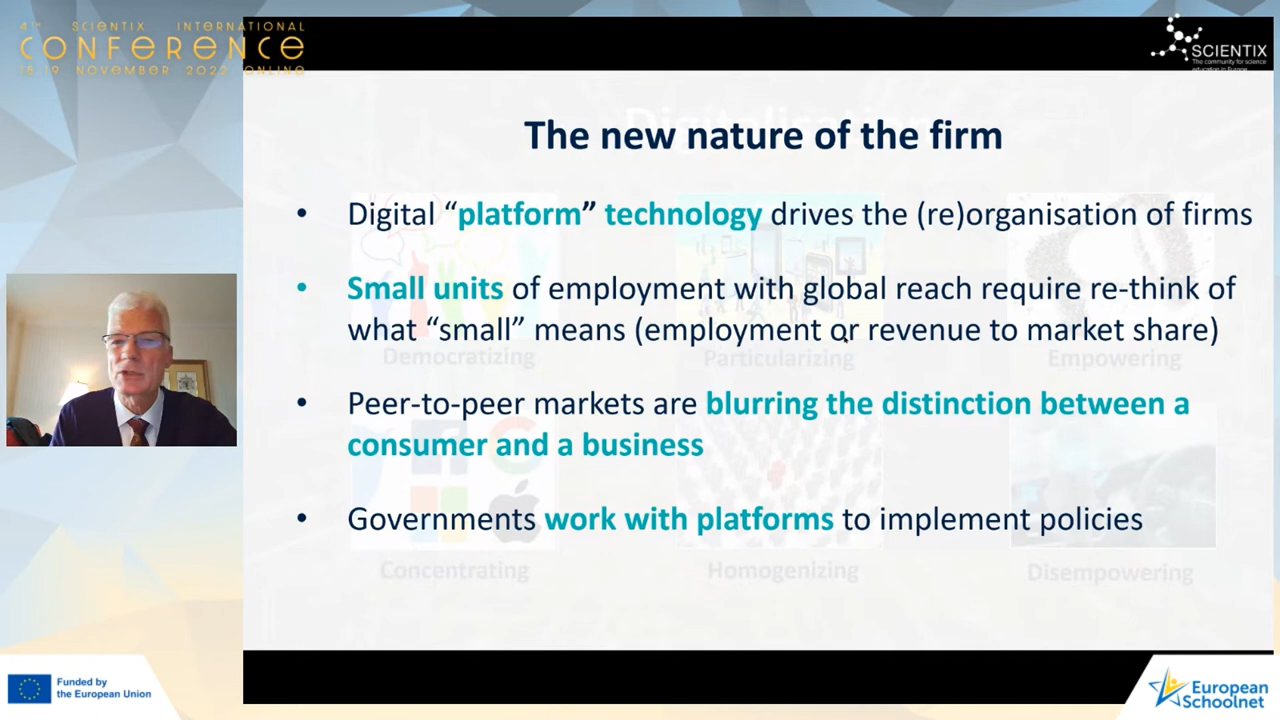 4TH SCIENTIX INTERNATIONAL
CONFERENCE
18-19 NOVEMBER 2022 ONLINE
SCIENTIX
The community for science
education in Europe
Digitalisation
The new nature of the firm
• Digital “platform” technology drives the (re)organisation of firms
• Small units of employment with global reach require re-think of
what “small” means (employment or revenue to market share)
Democratizing
Particularizing
Empowering
• Peer-to-peer markets are blurring the distinction between a
consumer and a business
• Governments work with platforms to implement policies
Concentrating
Homogenizing
Disempowering
Funded by
the European Union
European
Schoolnet